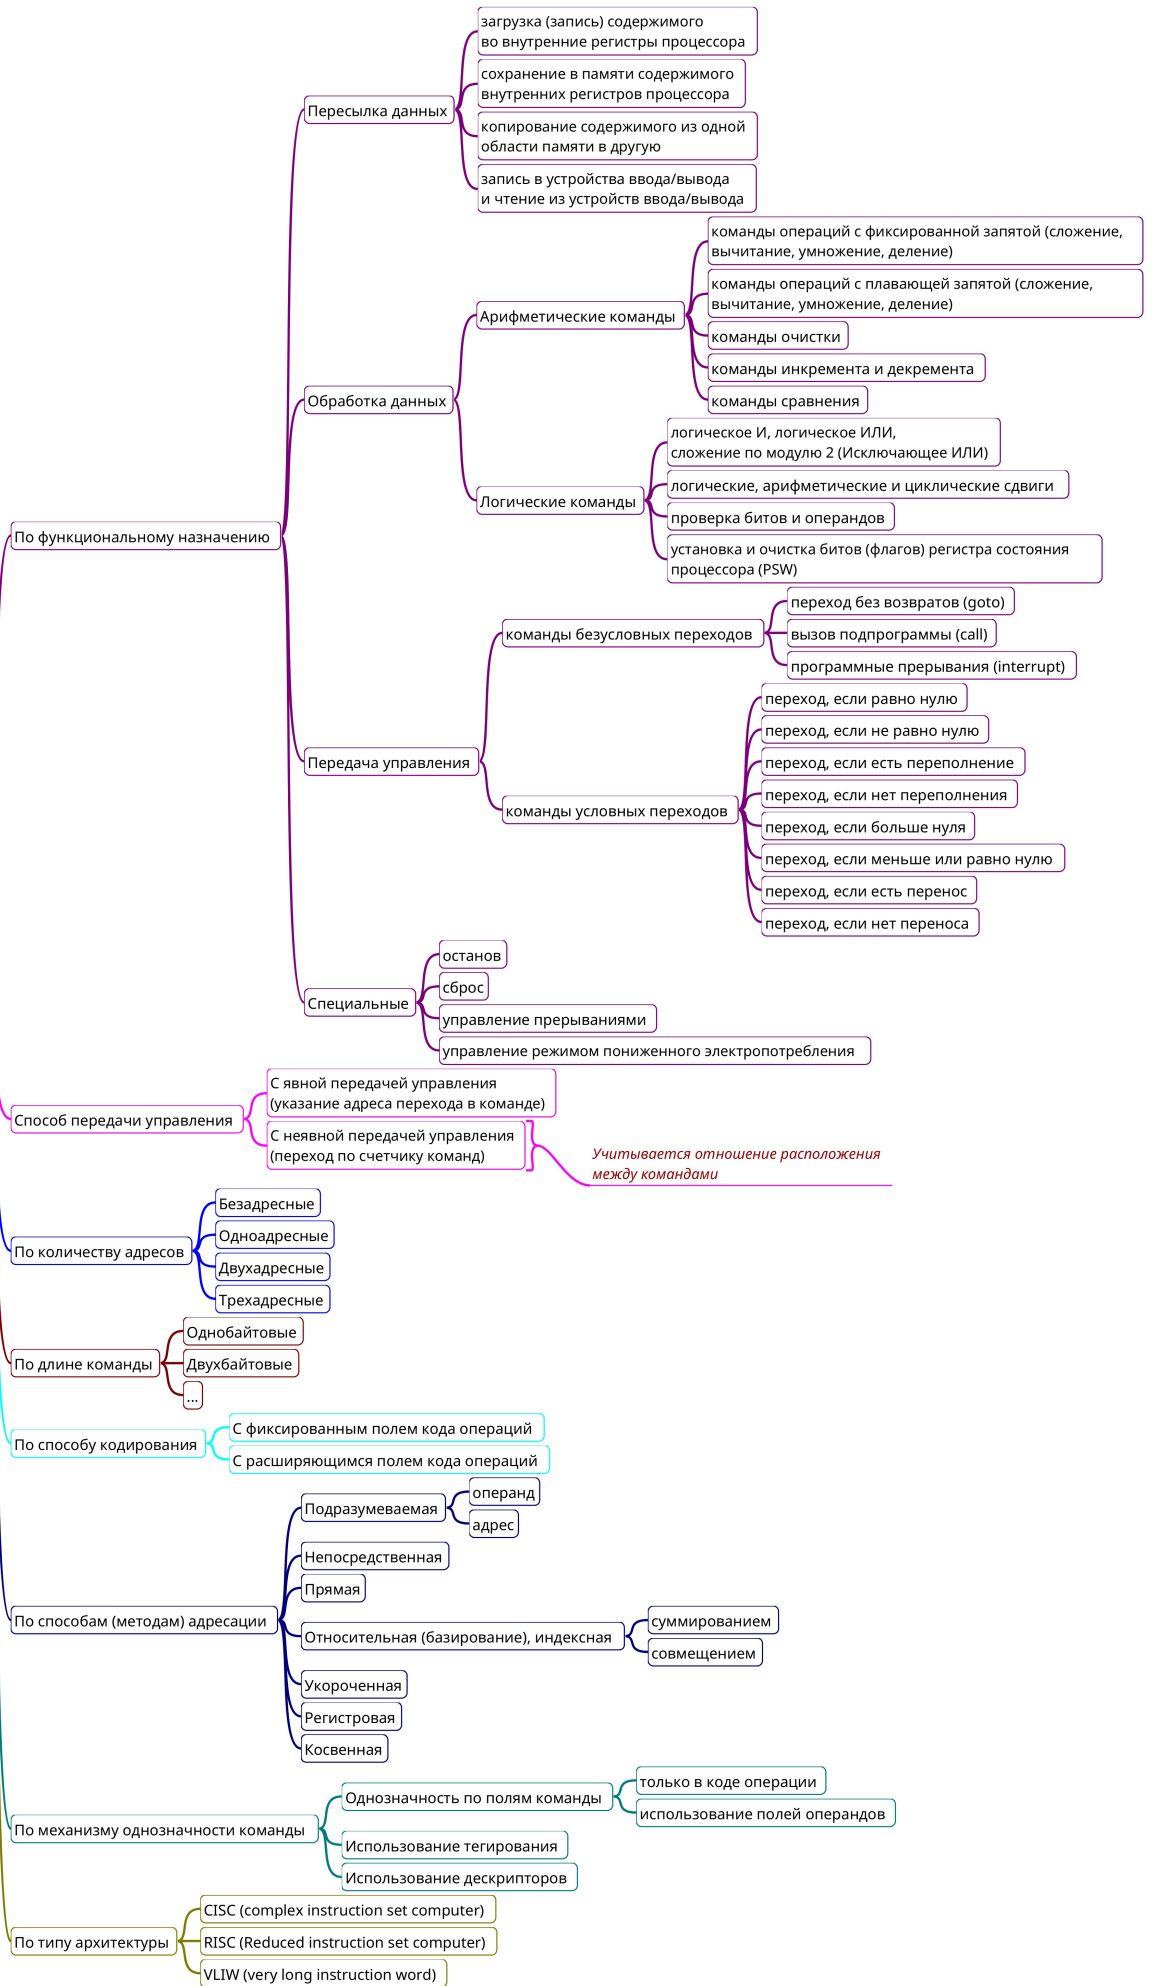 загрузка (запись) содержимого
во внутренние регистры процессора
сохранение в памяти содержимого
внутренних регистров процессора
Пересылка данных
копирование содержимого из одной
области памяти в другую
запись в устройства ввода/вывода
и чтение из устройств ввода/вывода
команды операций с фиксированной запятой (сложение,
вычитание, умножение, деление)
команды операций с плавающей запятой (сложение,
вычитание, умножение, деление)
Арифметические команды
команды очистки
команды инкремента и декремента
Обработка данных
команды сравнения
логическое И, логическое ИЛИ,
сложение по модулю 2 (Исключающее ИЛИ)
логические, арифметические и циклические сдвиги
Логические команды
проверка битов и операндов
По функциональному назначению
установка и очистка битов (флагов) регистра состояния
процессора (PSW)
переход без возвратов (goto)
команды безусловных переходов
вызов подпрограммы (call)
программные прерывания (interrupt)
переход, если равно нулю
переход, если не равно нулю
Передача управления
переход, если есть переполнение
переход, если нет переполнения
команды условных переходов
переход, если больше нуля
переход, если меньше или равно нулю
переход, если есть перенос
переход, если нет переноса
останов
сброс
Специальные
управление прерываниями
управление режимом пониженного электропотребления
С явной передачей управления
(указание адреса перехода в команде)
Способ передачи управления
С неявной передачей управления
(переход по счетчику команд)
Учитывается отношение расположения
между командами
Безадресные
Одноадресные
По количеству адресов
Двухадресные
Трехадресные
Однобайтовые
По длине команды
Двухбайтовые
...
С фиксированным полем кода операций
По способу кодирования
С расширяющимся полем кода операций
операнд
Подразумеваемая
адрес
Непосредственная
Прямая
По способам (методам) адресации
суммированием
Относительная (базирование), индексная
совмещением
Укороченная
Регистровая
Косвенная
только в коде операции
Однозначность по полям команды
использование полей операндов
По механизму однозначности команды
Использование тегирования
Использование дескрипторов
CISC (complex instruction set computer)
По типу архитектуры
RISC (Reduced instruction set computer)
VLIW (very long instruction word)